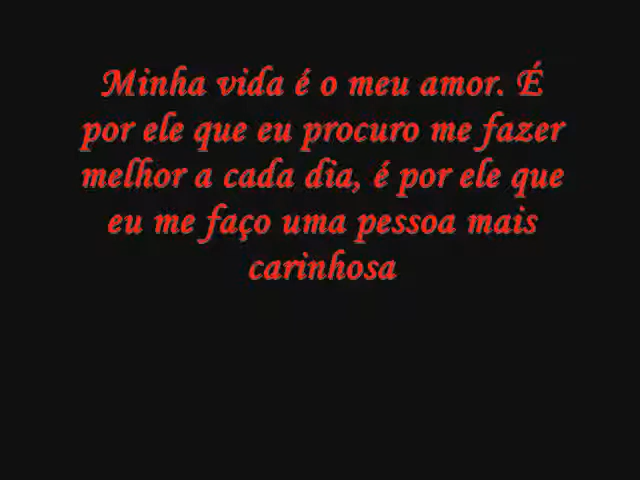 Minha vida é o meu amor. É
por ele que eu procuro me fazer
melhor a cada dia, é por ele que
eu me faço uma pessoa mais
carinhosa